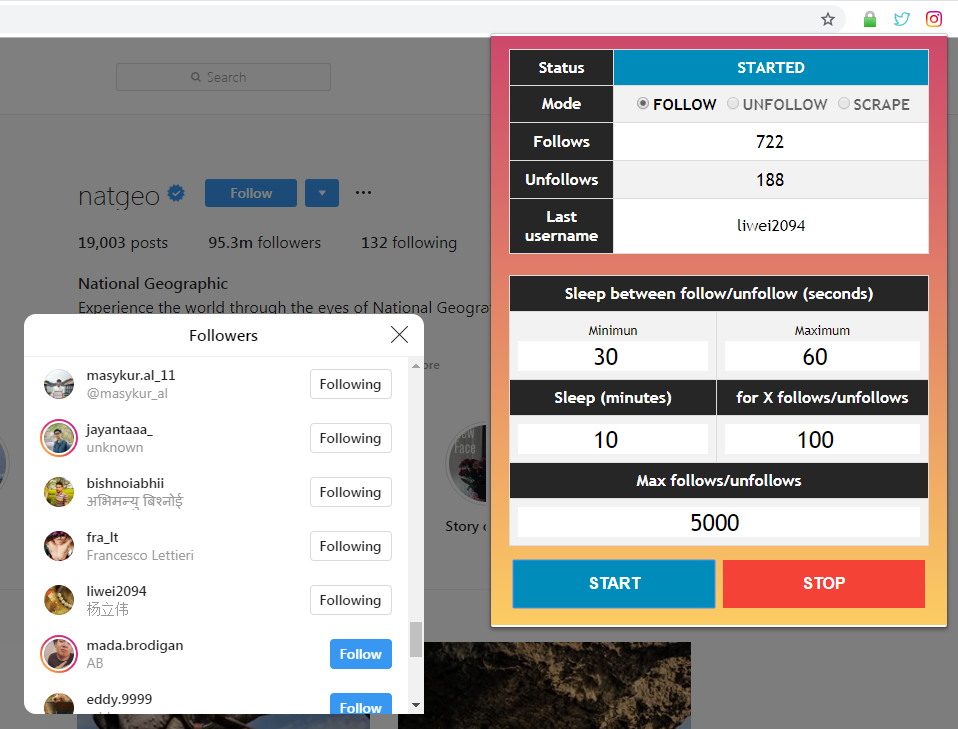 Search
natgeo
Follow
19,003 posts
95.3m followers
132 following
National Geographic
Experience the world through the eyes of National Geogra
ore
Story
Followers
masykur.al_11
@masykur_al
Following
jayantaaa_
unknown
Following
bishnoiabhii
अभिमन्यु बिश्नोई
Following
fra_lt
Francesco Lettieri
Following
liwei2094
杨立伟
Following
mada.brodigan
AB
Follow
eddy.9999
Follow
Status
STARTED
Mode
FOLLOW UNFOLLOW SCRAPE
Follows
722
Unfollows
188
Last
username
liwei2094
Sleep between follow/unfollow (seconds)
Minimun
Maximum
30
60
Sleep (minutes)
for X follows/unfollows
10
100
Max follows/unfollows
5000
START
STOP